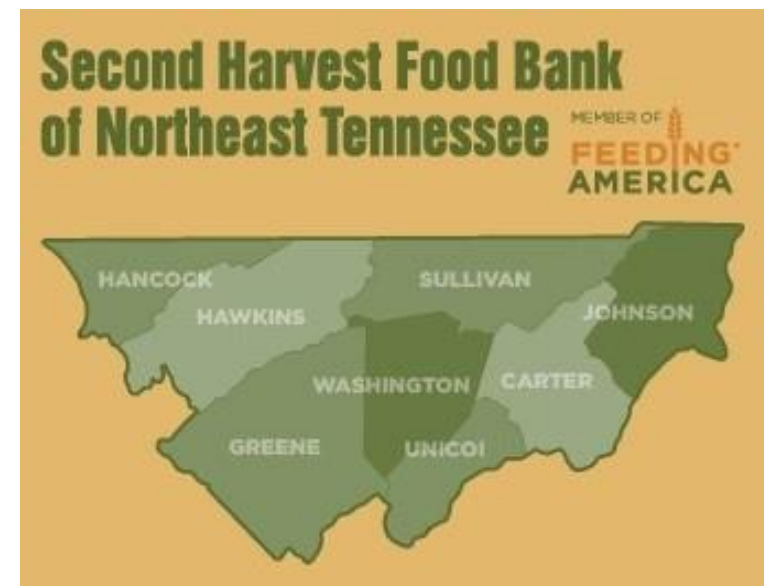 Second Harvest Food Bank
of Northeast Tennessee
MEMBER OF
FEEDING
AMERICA
HANCOCK
SULLIVAN
HAWKINS
JOHNSON
WASHINGTON
CARTER
GREENE
UNICOI